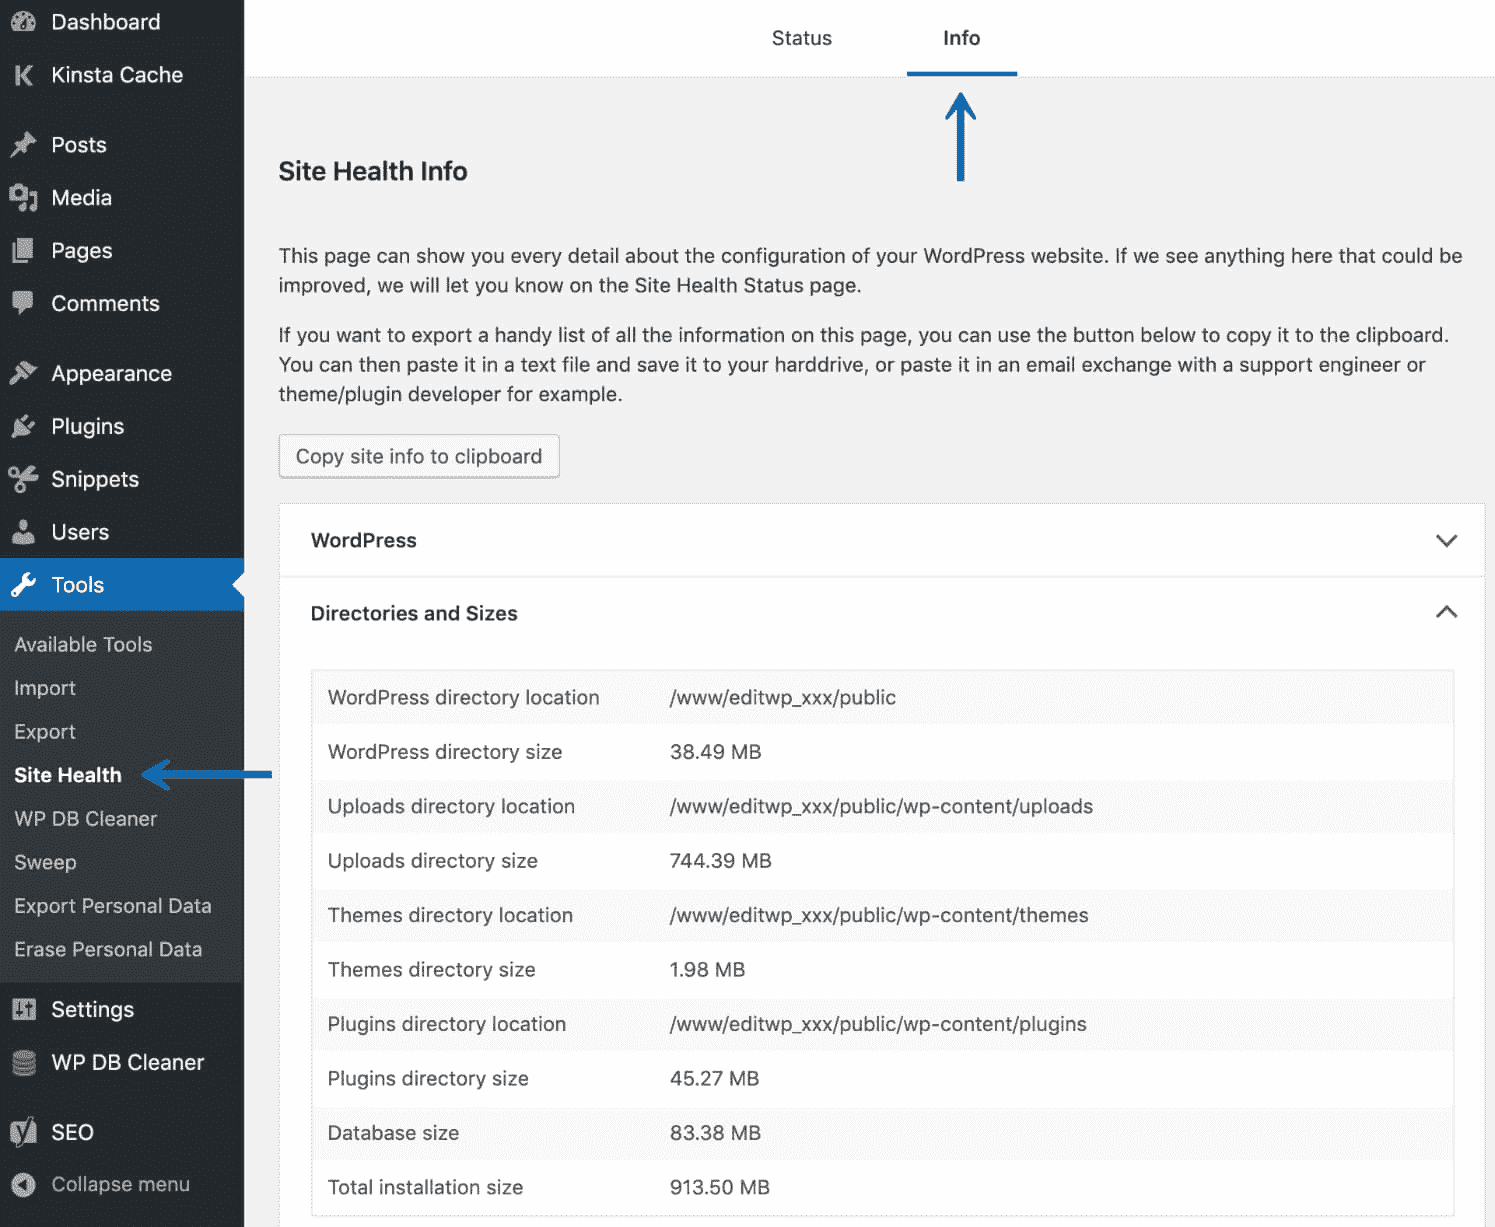 Dashboard
Kinsta Cache
Posts
Media
Pages
Comments
Appearance
Plugins
Snippets
Users
Tools
Available Tools
Import
Export
Site Health
WP DB Cleaner
Sweep
Export Personal Data
Erase Personal Data
Settings
WP DB Cleaner
SEO
Collapse menu
Status
Info
Site Health Info
This page can show you every detail about the configuration of your WordPress website. If we see anything here that could be
improved, we will let you know on the Site Health Status page.
If you want to export a handy list of all the information on this page, you can use the button below to copy it to the clipboard.
You can then paste it in a text file and save it to your harddrive, or paste it in an email exchange with a support engineer or
theme/plugin developer for example.
Copy site info to clipboard
WordPress
Directories and Sizes
WordPress directory location /www/editwp_xxx/public
WordPress directory size 38.49 MB
Uploads directory location /www/editwp_xxx/public/wp-content/uploads
Uploads directory size 744.39 MB
Themes directory location /www/editwp_xxx/public/wp-content/themes
Themes directory size 1.98 MB
Plugins directory location /www/editwp_xxx/public/wp-content/plugins
Plugins directory size 45.27 MB
Database size 83.38 MB
Total installation size 913.50 MB